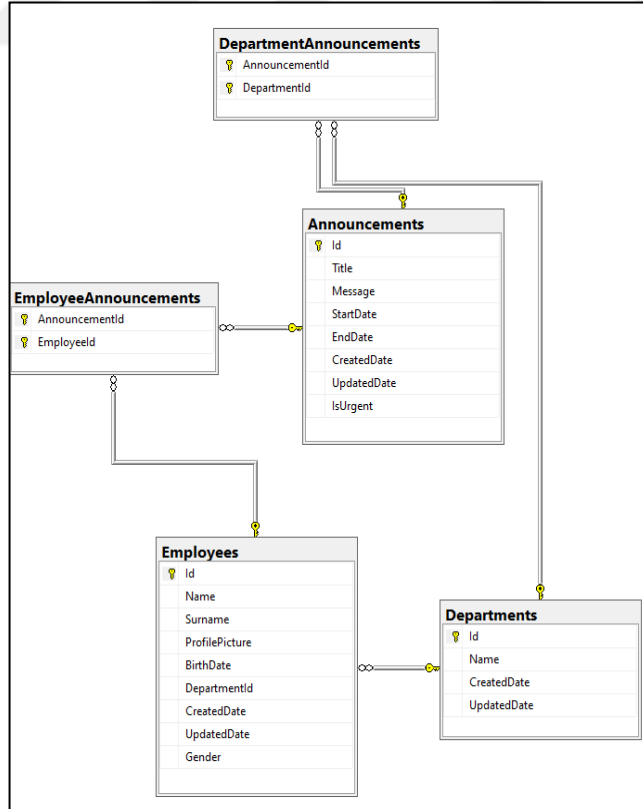 DepartmentAnnouncements
AnnouncementId
DepartmentId
Announcements
Id
Title
Message
StartDate
EndDate
CreatedDate
UpdatedDate
IsUrgent
EmployeeAnnouncements
AnnouncementId
EmployeeId
Employees
Id
Name
Surname
ProfilePicture
BirthDate
DepartmentId
CreatedDate
UpdatedDate
Gender
Departments
Id
Name
CreatedDate
UpdatedDate